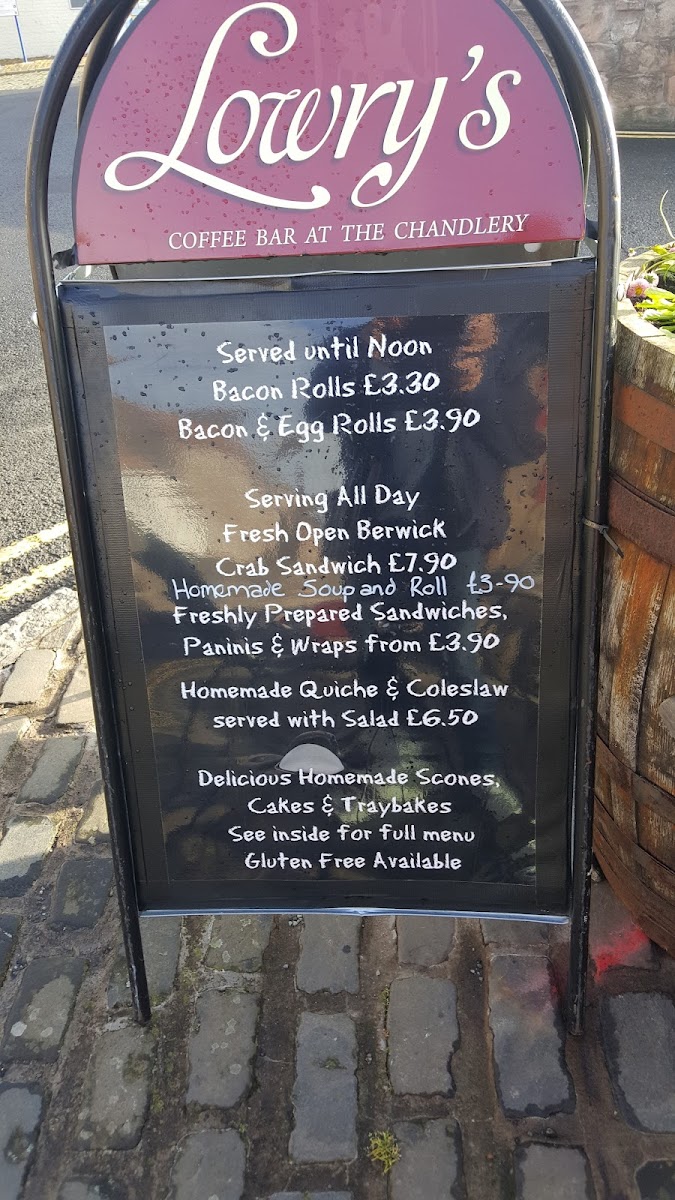 Lowry's
COFFEE BAR AT THE CHANDLERY
Served until Noon
Bacon Rolls £3.30
Bacon & Egg Rolls £3.90
Serving All Day
Fresh Open Berwick
Crab Sandwich £7.90
Homemade Soup and Roll £3-90
Freshly Prepared Sandwiches,
Paninis & Wraps from £3.90
Homemade Quiche & Coleslaw
served with Salad £6.50
Delicious Homemade Scones,
Cakes & Traybakes
See inside for full menu
Gluten Free Available